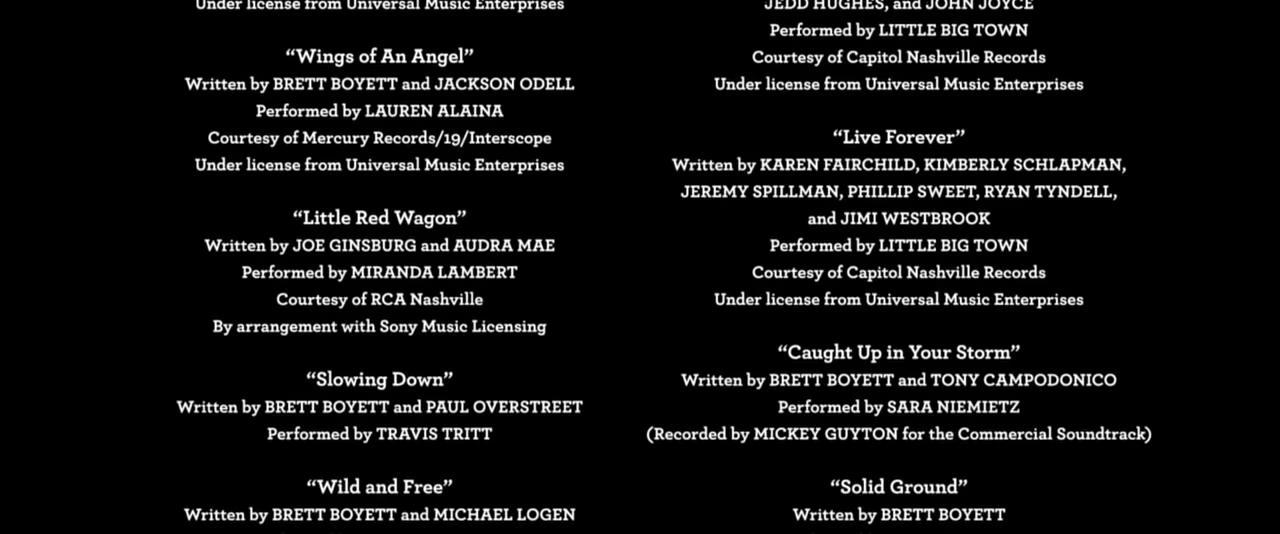 Under license from Universal Music Enterprises
“Wings of An Angel”
Written by BRETT BOYETT and JACKSON ODELL
Performed by LAUREN ALAINA
Courtesy of Mercury Records/19/Interscope
Under license from Universal Music Enterprises
“Little Red Wagon”
Written by JOE GINSBURG and AUDRA MAE
Performed by MIRANDA LAMBERT
Courtesy of RCA Nashville
By arrangement with Sony Music Licensing
“Slowing Down”
Written by BRETT BOYETT and PAUL OVERSTREET
Performed by TRAVIS TRITT
“Wild and Free”
Written by BRETT BOYETT and MICHAEL LOGEN
JEDD HUGHES, and JOHN JOYCE
Performed by LITTLE BIG TOWN
Courtesy of Capitol Nashville Records
Under license from Universal Music Enterprises
“Live Forever”
Written by KAREN FAIRCHILD, KIMBERLY SCHLAPMAN,
JEREMY SPILLMAN, PHILLIP SWEET, RYAN TYNDELL,
and JIMI WESTBROOK
Performed by LITTLE BIG TOWN
Courtesy of Capitol Nashville Records
Under license from Universal Music Enterprises
“Caught Up in Your Storm”
Written by BRETT BOYETT and TONY CAMPODONICO
Performed by SARA NIEMIETZ
(Recorded by MICKEY GUYTON for the Commercial Soundtrack)
“Solid Ground”
Written by BRETT BOYETT